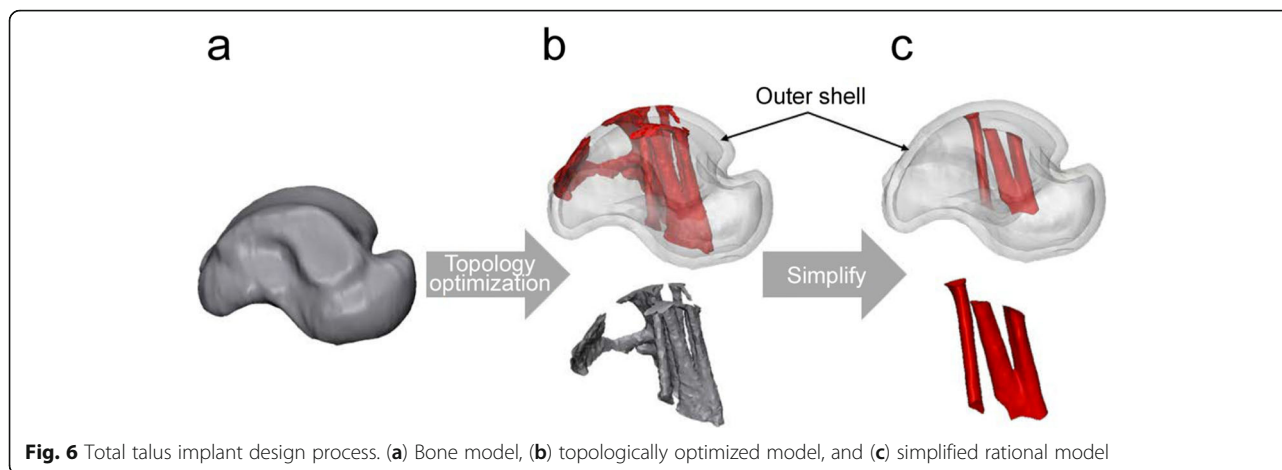 a
b
c
Outer shell
Topology
optimization
Simplify
Fig. 6 Total talus implant design process. (a) Bone model, (b) topologically optimized model, and (c) simplified rational model